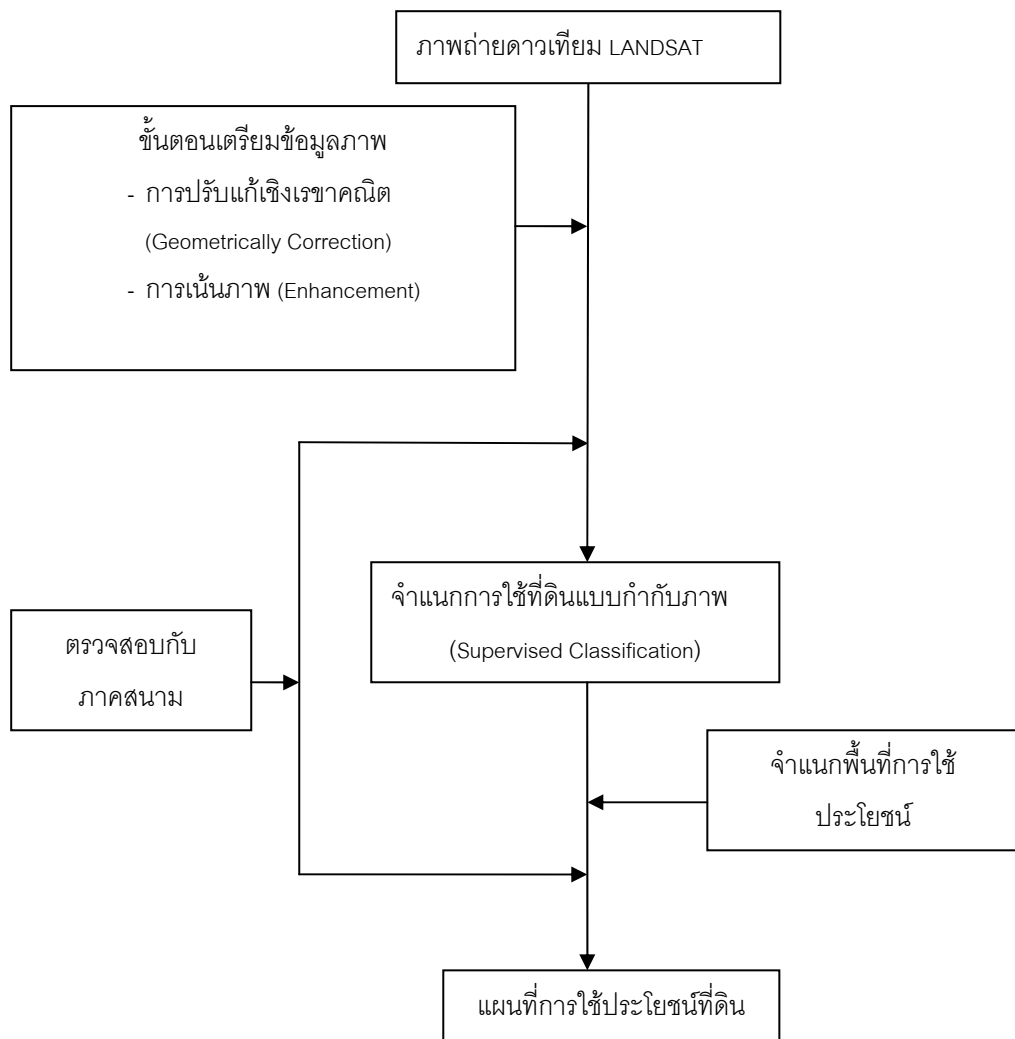 ภาพถ่ายดาวเทียม LANDSAT
ขั้นตอนเตรียมข้อมูลภาพ
- การปรับแก้เชิงเรขาคณิต
(Geometrically Correction)
- การเน้นภาพ (Enhancement)
จำแนกการใช้ที่ดินแบบกำกับภาพ
(Supervised Classification)
ตรวจสอบกับ
ภาคสนาม
จำแนกพื้นที่การใช้
ประโยชน์
แผนที่การใช้ประโยชน์ที่ดิน